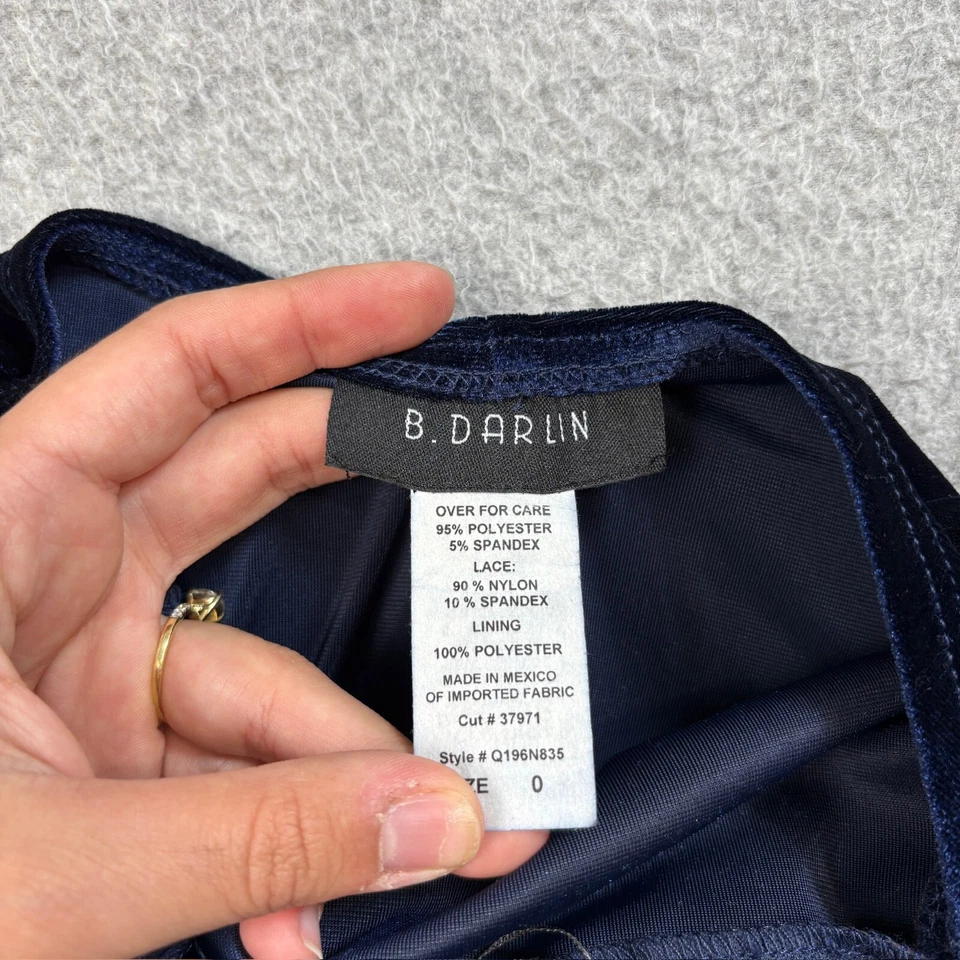 B. DARLIN
OVER FOR CARE
95% POLYESTER
5% SPANDEX
LACE:
90 % NYLON
10 % SPANDEX
LINING
100% POLYESTER
MADE IN MEXICO
OF IMPORTED FABRIC
Cut # 37971
Style # Q196N835
ZE 0